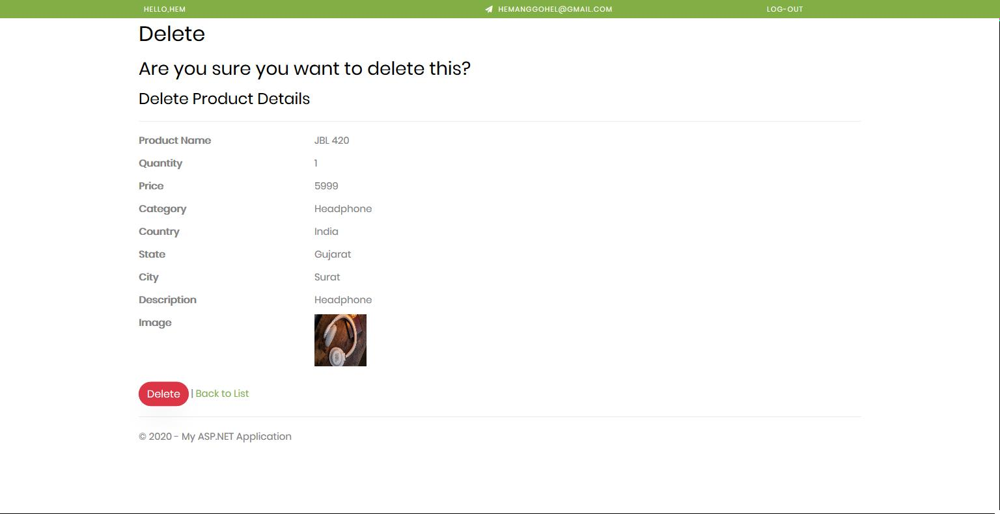 HELLO,HEM HEMANGGOHEL@GMAIL.COM LOG-OUT
Delete
Are you sure you want to delete this?
Delete Product Details
Product Name JBL 420
Quantity 1
Price 5999
Category Headphone
Country India
State Gujarat
City Surat
Description Headphone
Image
JBL
Delete | Back to List
© 2020 - My ASP.NET Application